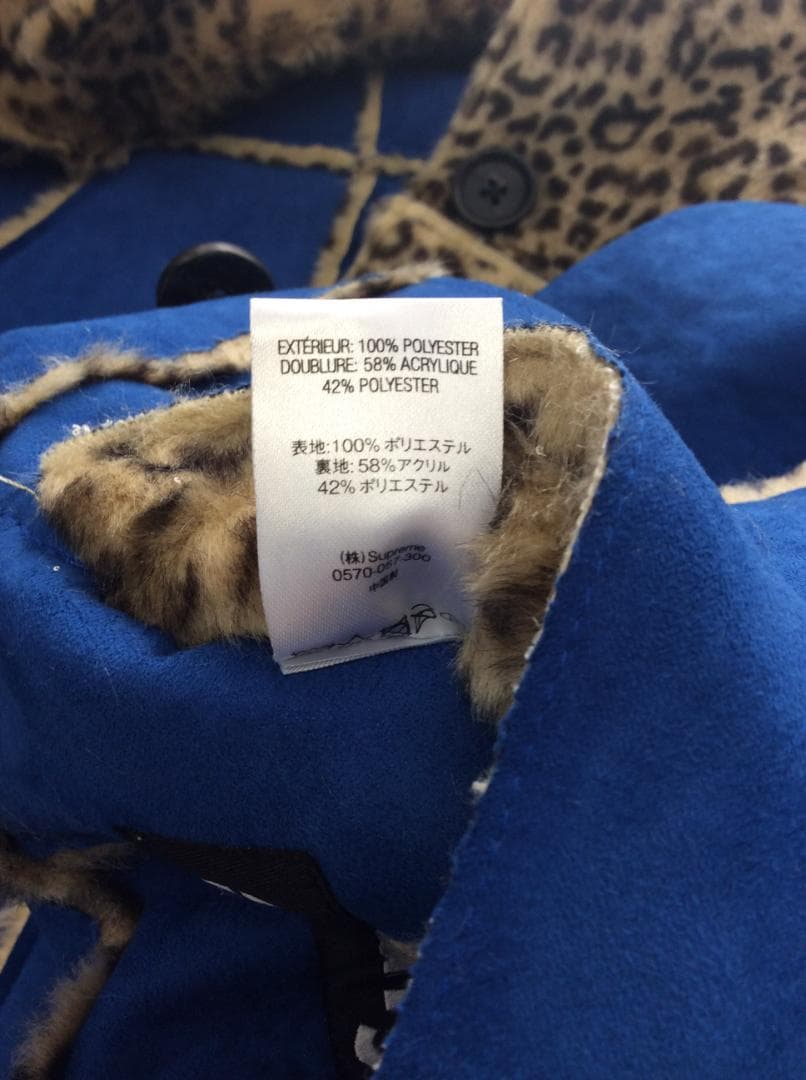 EXTÉRIEUR: 100% POLYESTER
DOUBLURE: 58% ACRYLIQUE
42% POLYESTER
表地:100%ポリエステル
裏地:58%アクリル
42%ポリエステル
(株)Supreme
0570-057-300
中国製